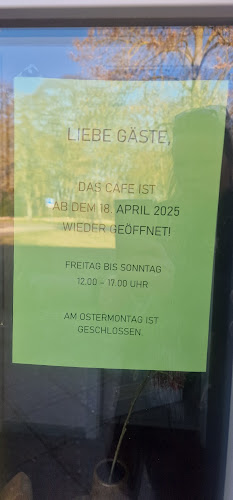 LIEBE GÄSTE,
DAS CAFE IST
AB DEM 18. APRIL 2025
WIEDER GEÖFFNET!
FREITAG BIS SONNTAG
12.00 – 17.00 UHR
AM OSTERMONTAG IST
GESCHLOSSEN.